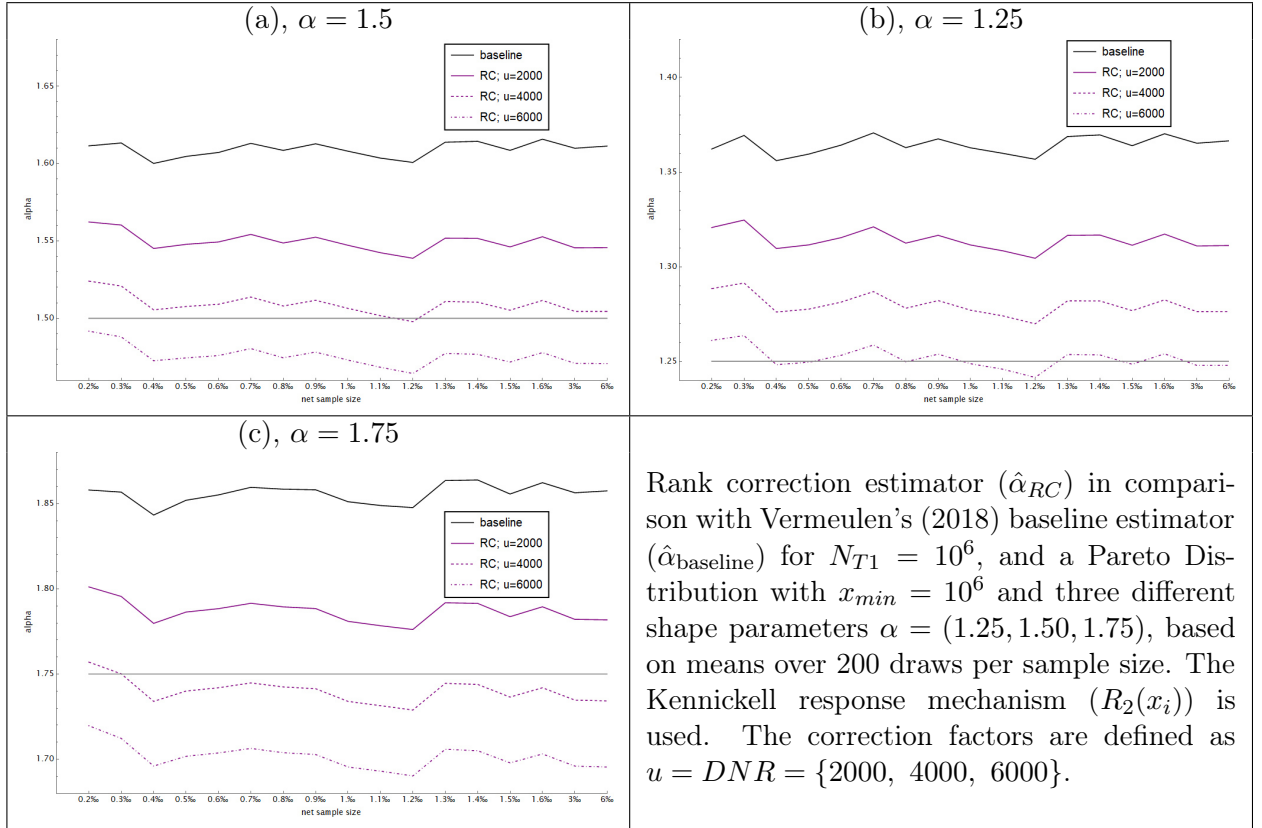 (a), α = 1.5
baseline
RC; u=2000
RC; u=4000
RC; u=6000
1.65
1.60
1.55
1.50
alpha
0.2‰ 0.3‰ 0.4‰ 0.5‰ 0.6‰ 0.7‰ 0.8‰ 0.9‰ 1.‰ 1.1‰ 1.2‰ 1.3‰ 1.4‰ 1.5‰ 1.6‰ 3‰ 6‰
net sample size
(b), α = 1.25
baseline
RC; u=2000
RC; u=4000
RC; u=6000
1.40
1.35
1.30
1.25
alpha
0.2‰ 0.3‰ 0.4‰ 0.5‰ 0.6‰ 0.7‰ 0.8‰ 0.9‰ 1.‰ 1.1‰ 1.2‰ 1.3‰ 1.4‰ 1.5‰ 1.6‰ 3‰ 6‰
net sample size
(c), α = 1.75
baseline
RC; u=2000
RC; u=4000
RC; u=6000
1.85
1.80
1.75
1.70
alpha
0.2‰ 0.3‰ 0.4‰ 0.5‰ 0.6‰ 0.7‰ 0.8‰ 0.9‰ 1.‰ 1.1‰ 1.2‰ 1.3‰ 1.4‰ 1.5‰ 1.6‰ 3‰ 6‰
net sample size
Rank correction estimator (α̂_RC) in compari-
son with Vermeulen's (2018) baseline estimator
(α̂_baseline) for N_T1 = 10⁶, and a Pareto Dis-
tribution with x_min = 10⁶ and three different
shape parameters α = (1.25, 1.50, 1.75), based
on means over 200 draws per sample size. The
Kennickell response mechanism (R₂(x_i)) is
used. The correction factors are defined as
u = DNR = {2000, 4000, 6000}.